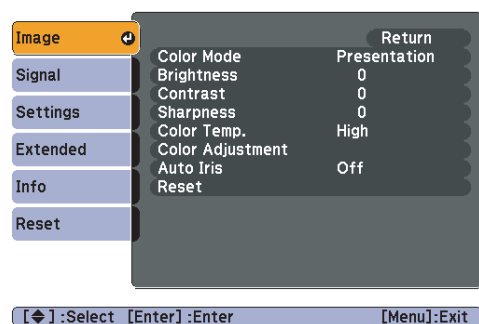 Image
Signal
Settings
Extended
Info
Reset
Return
Color Mode Presentation
Brightness 0
Contrast 0
Sharpness 0
Color Temp. High
Color Adjustment
Auto Iris Off
Reset
[◆] :Select [Enter] :Enter [Menu]:Exit